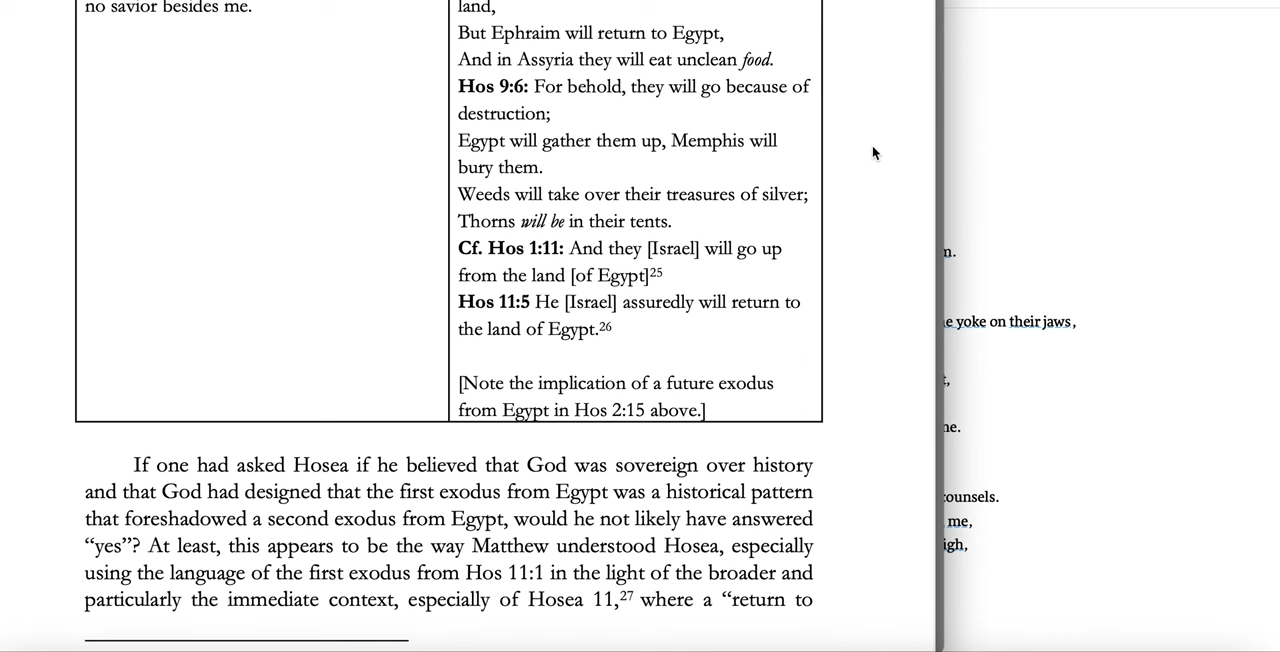 no savior besides me.
land,
But Ephraim will return to Egypt,
And in Assyria they will eat unclean food.
Hos 9:6: For behold, they will go because of
destruction;
Egypt will gather them up, Memphis will
bury them.
Weeds will take over their treasures of silver;
Thorns will be in their tents.
Cf. Hos 1:11: And they [Israel] will go up
from the land [of Egypt]25
Hos 11:5 He [Israel] assuredly will return to
the land of Egypt.26
[Note the implication of a future exodus
from Egypt in Hos 2:15 above.]
If one had asked Hosea if he believed that God was sovereign over history
and that God had designed that the first exodus from Egypt was a historical pattern
that foreshadowed a second exodus from Egypt, would he not likely have answered
“yes”? At least, this appears to be the way Matthew understood Hosea, especially
using the language of the first exodus from Hos 11:1 in the light of the broader and
particularly the immediate context, especially of Hosea 11,27 where a “return to
yoke on their jaws,
me,